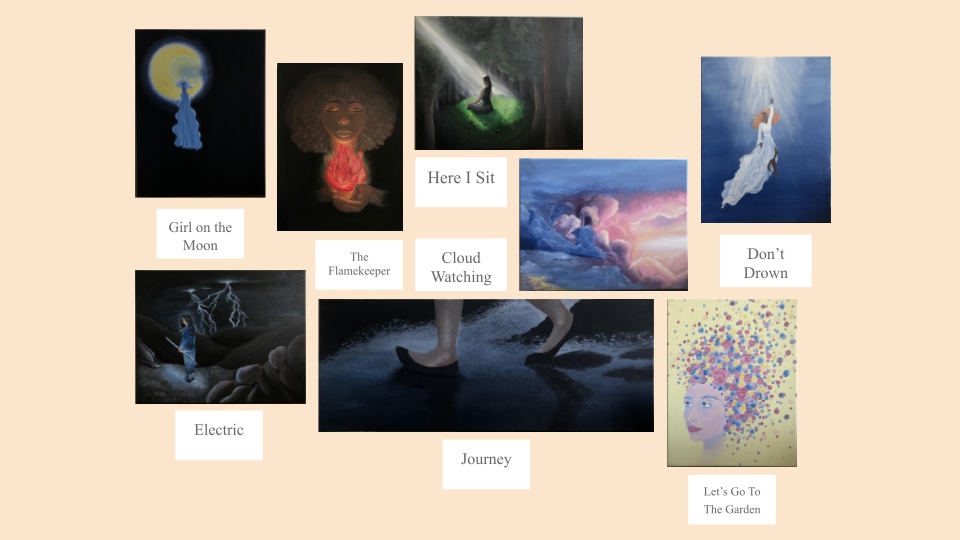 Here I Sit
Girl on the
Moon
The
Flamekeeper
Cloud
Watching
Don’t
Drown
Electric
Journey
Let’s Go To
The Garden